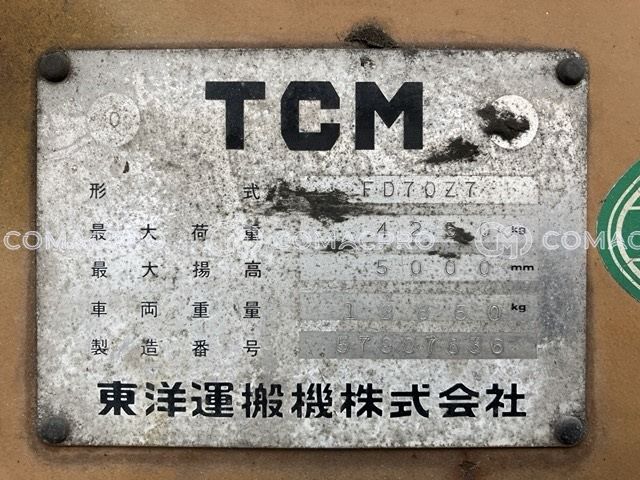 TCM
形式 FD70Z7
最大荷重 kg
最大揚高 5000 mm
車両重量 kg
製造番号
東洋運搬機株式会社
COMAC PRO